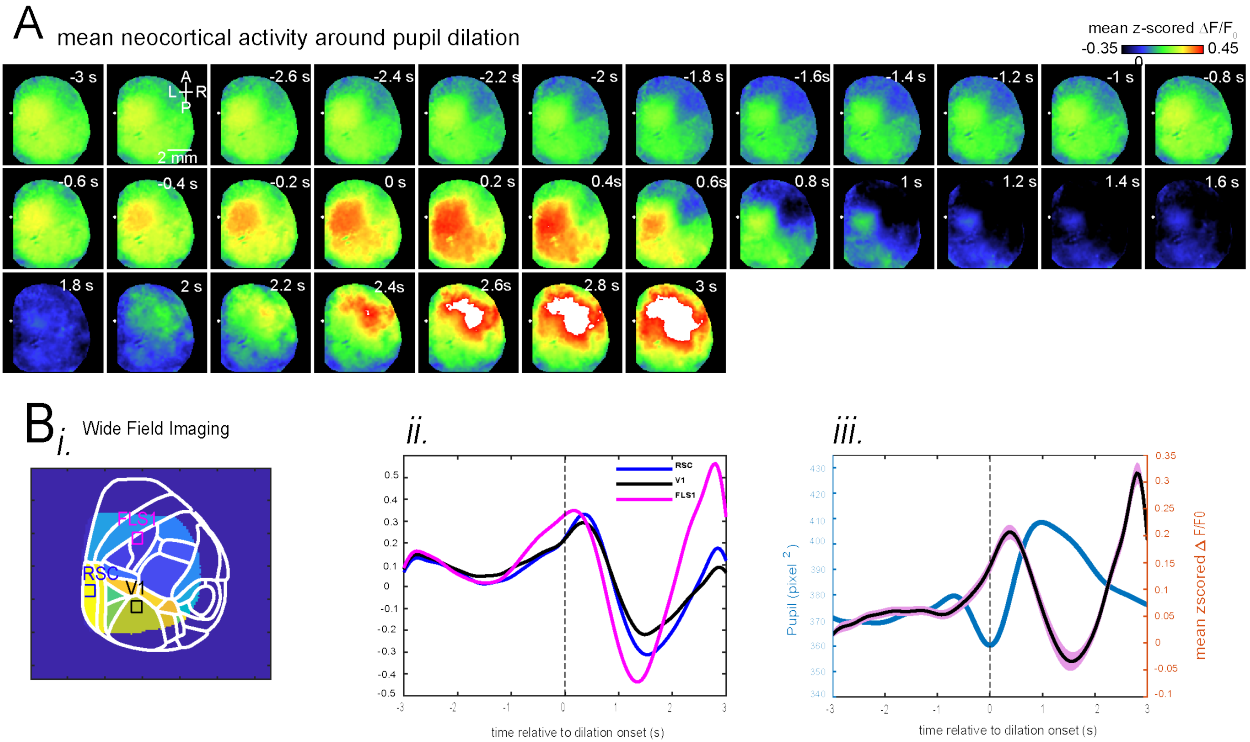 A mean neocortical activity around pupil dilation
mean z-scored ΔF/F0
-0.35 0.45
0
-3 s -2.6 s -2.4 s -2.2 s -2 s -1.8 s -1.6s -1.4 s -1.2 s -1 s -0.8 s
A
L R
P
2 mm
-0.6 s -0.4 s -0.2 s 0 s 0.2 s 0.4s 0.6s 0.8 s 1 s 1.2 s 1.4 s 1.6 s
1.8 s 2 s 2.2 s 2.4s 2.6s 2.8 s 3 s
B i. Wide Field Imaging
FLS1
RSC
V1
ii.
RSC
V1
FLS1
0.5
0.4
0.3
0.2
0.1
0
-0.1
-0.2
-0.3
-0.4
-0.5
-3 -2 -1 0 1 2 3
time relative to dilation onset (s)
iii.
Pupil (pixel 2)
430
420
410
400
390
380
370
360
350
340
0.35
0.3
0.25
0.2
0.15
0.1
0.05
0
-0.05
-0.1
mean zscored Δ F/F0
-3 -2 -1 0 1 2 3
time relative to dilation onset (s)